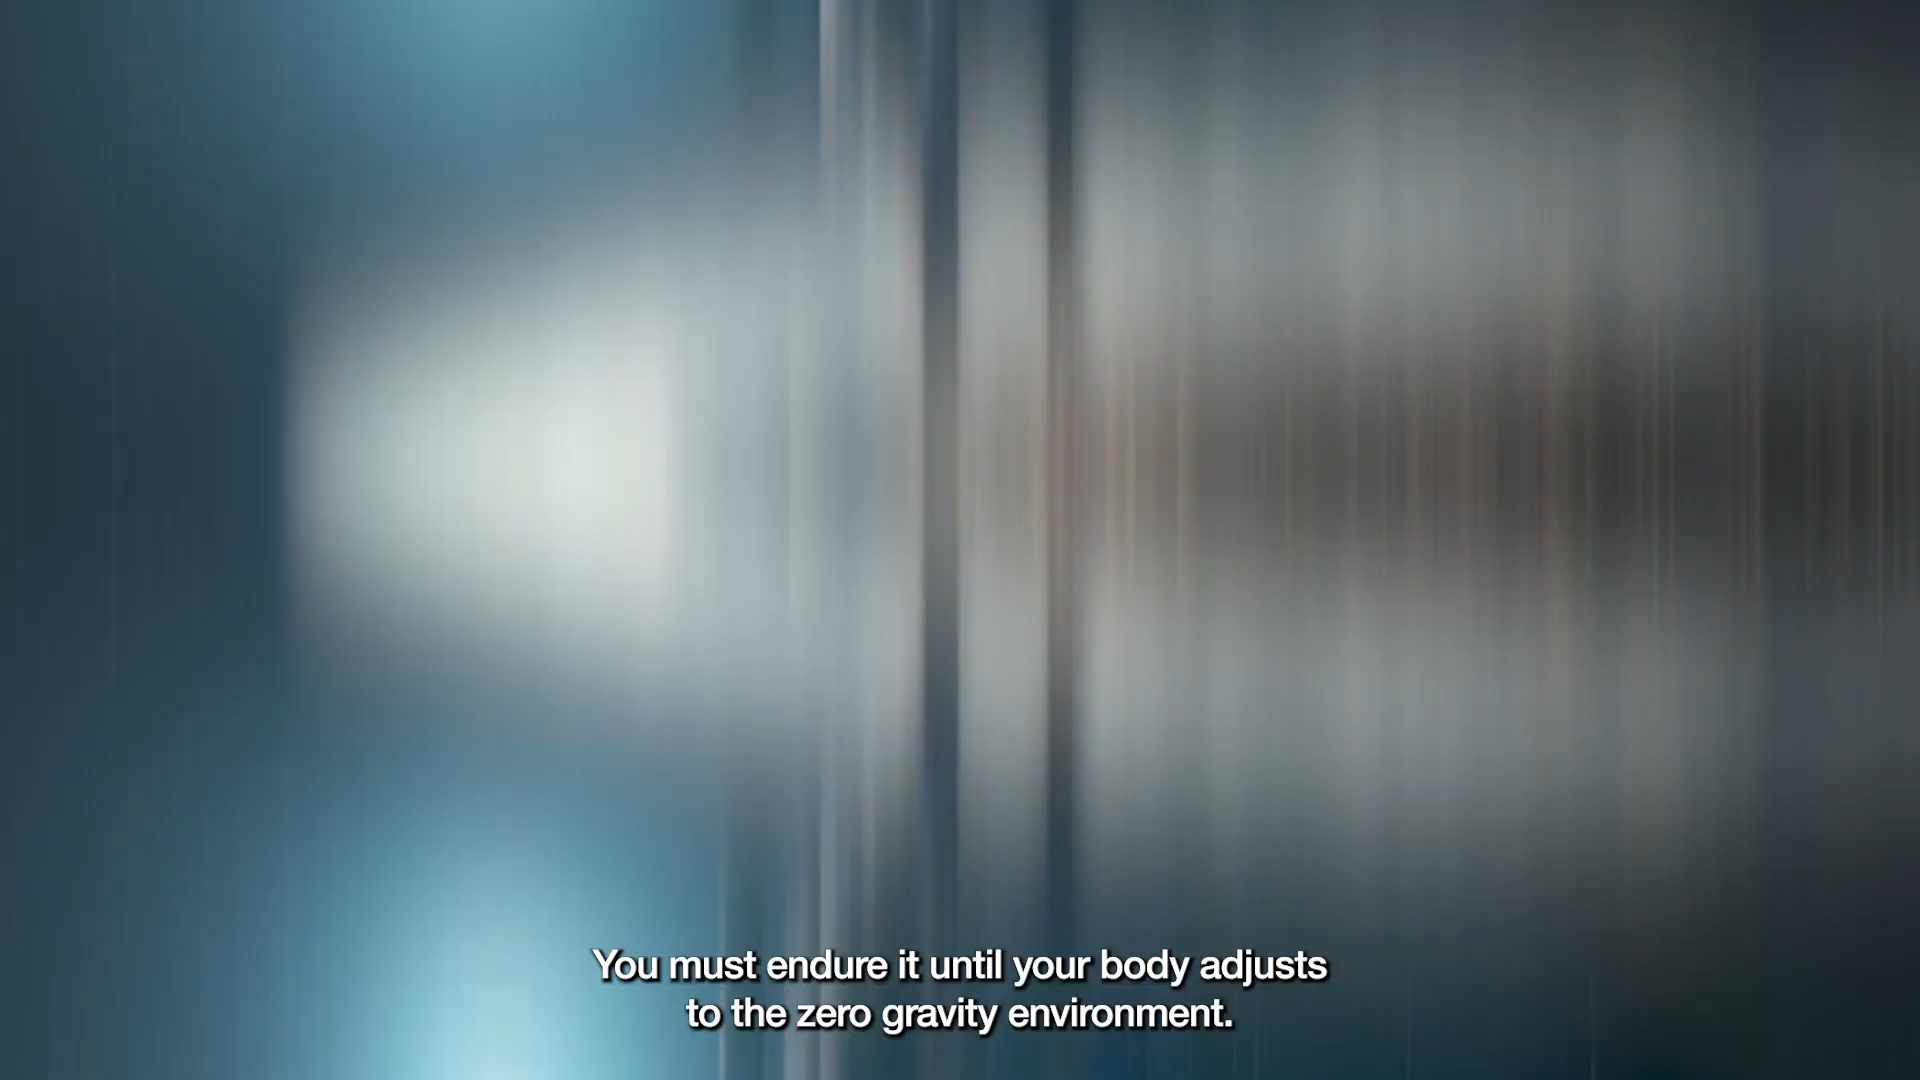 You must endure it until your body adjusts
to the zero gravity environment.